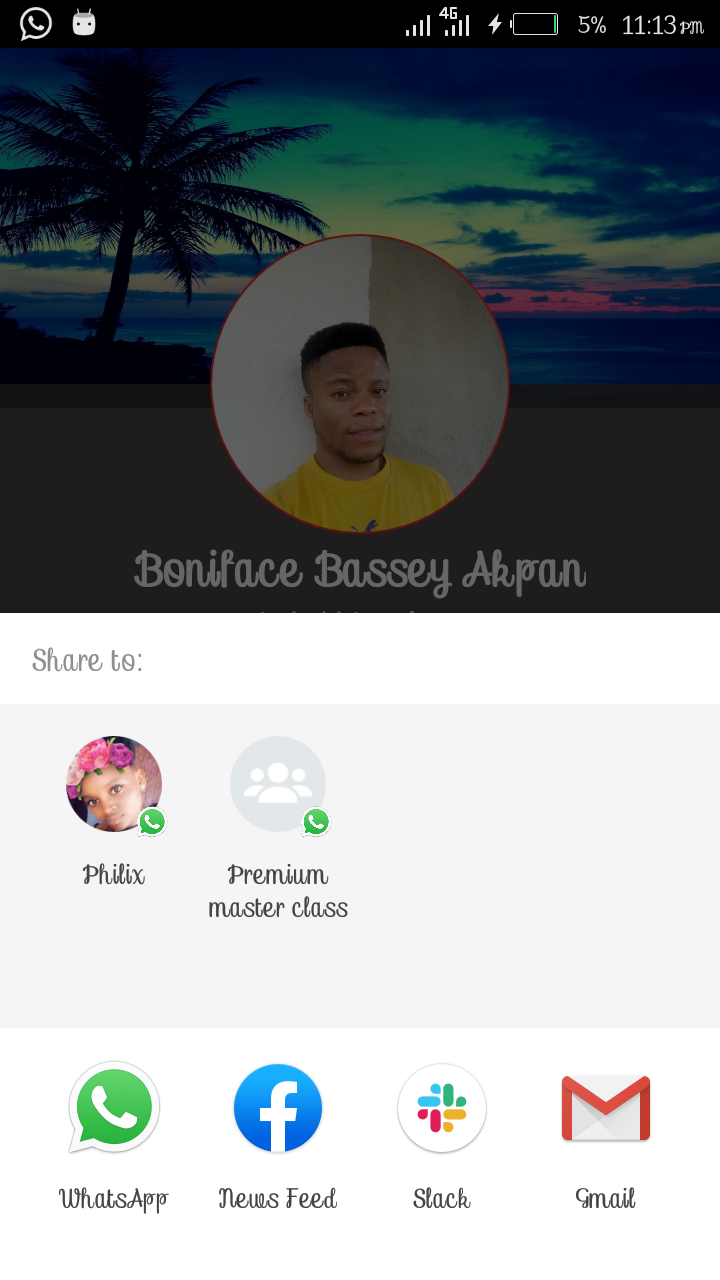 4G
5%
11:13 PM
Boniface Bassey Akpan
Share to:
Philix
Premium
master class
WhatsApp
News Feed
Slack
Gmail